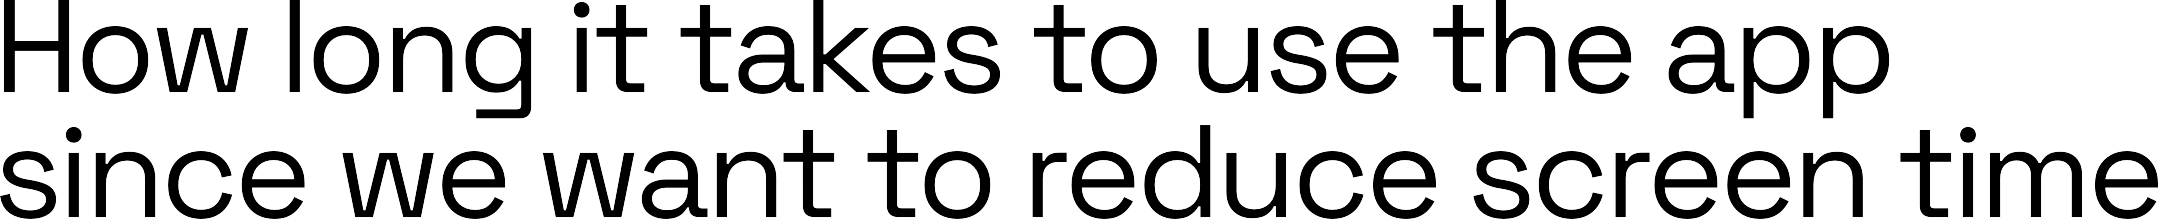 How long it takes to use the app
since we want to reduce screen time